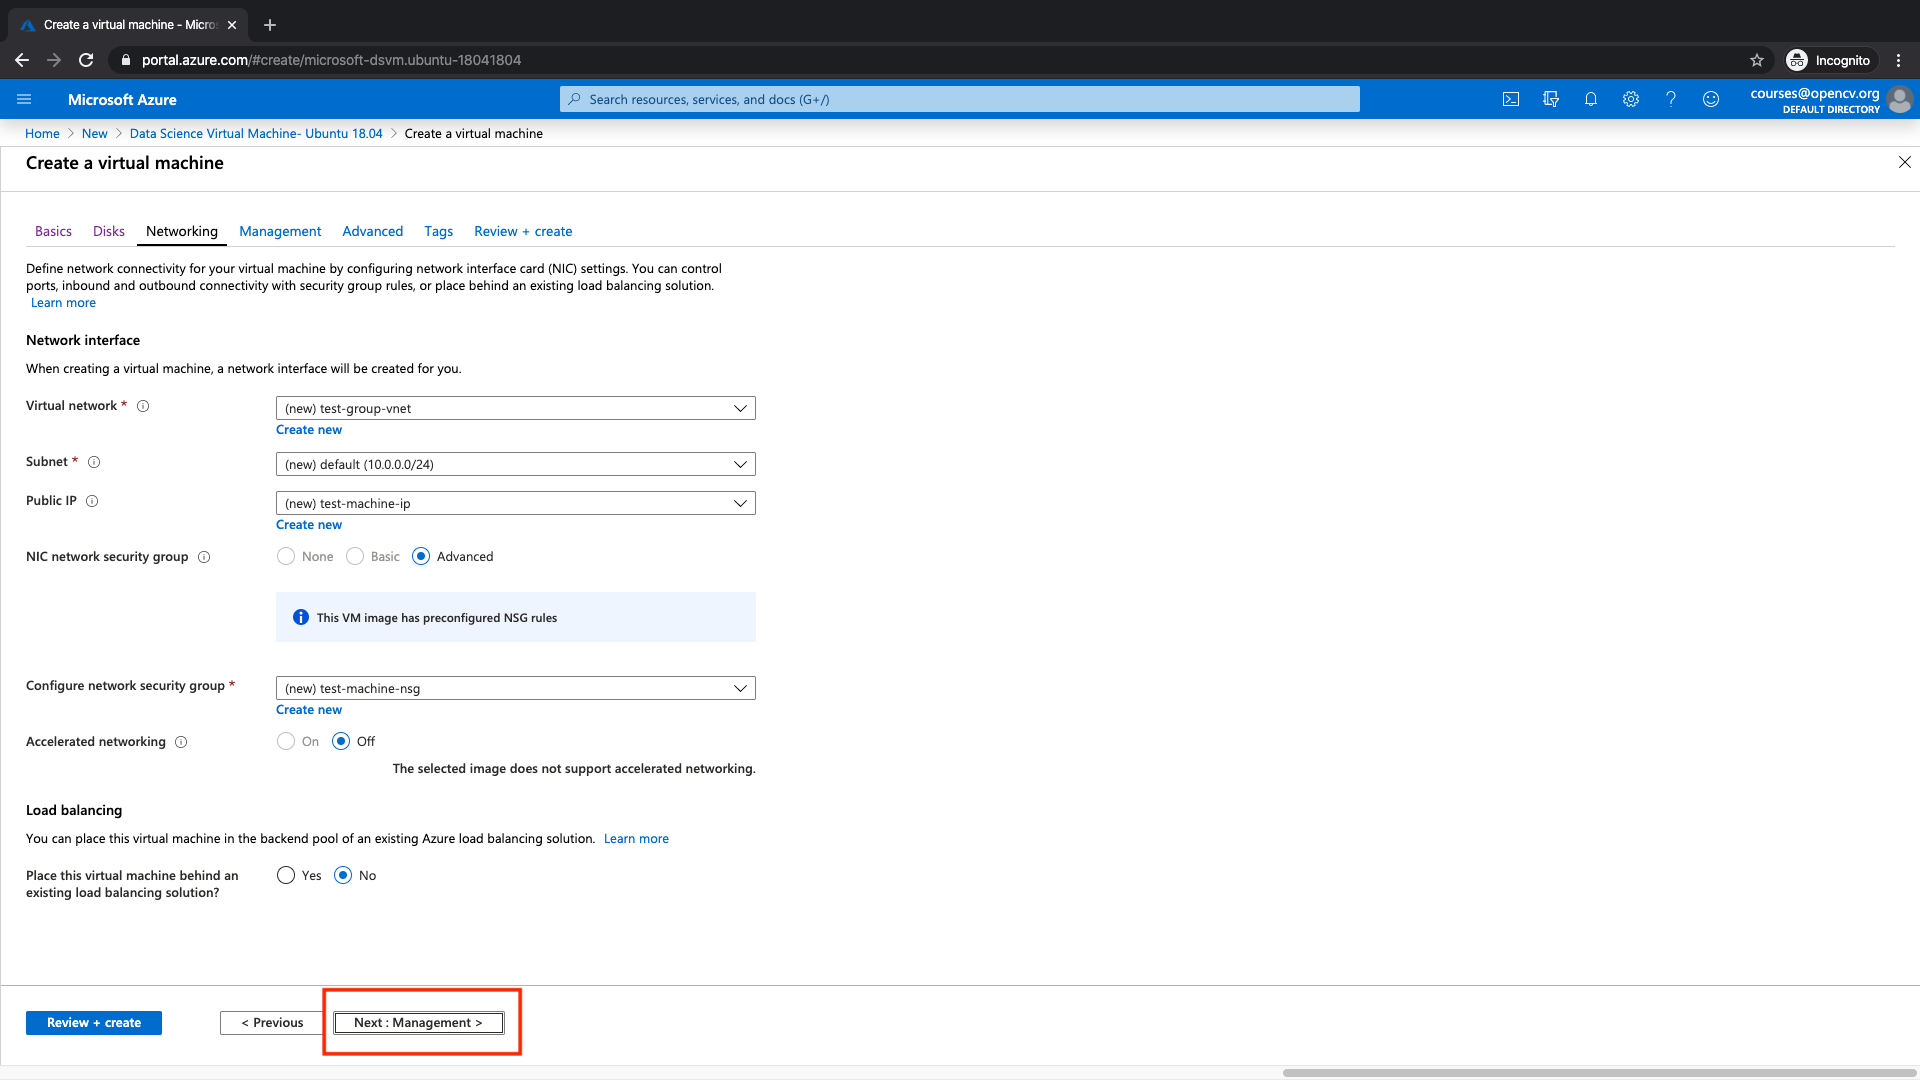 Create a virtual machine - Micro
portal.azure.com/#create/microsoft-dsvm.ubuntu-18041804
Incognito
Microsoft Azure
Search resources, services, and docs (G+/)
courses@opencv.org
DEFAULT DIRECTORY
Home > New > Data Science Virtual Machine- Ubuntu 18.04 > Create a virtual machine
Create a virtual machine
Basics Disks Networking Management Advanced Tags Review + create
Define network connectivity for your virtual machine by configuring network interface card (NIC) settings. You can control
ports, inbound and outbound connectivity with security group rules, or place behind an existing load balancing solution.
Learn more
Network interface
When creating a virtual machine, a network interface will be created for you.
Virtual network * (new) test-group-vnet
Create new
Subnet * (new) default (10.0.0.0/24)
Public IP (new) test-machine-ip
Create new
NIC network security group None Basic Advanced
This VM image has preconfigured NSG rules
Configure network security group * (new) test-machine-nsg
Create new
Accelerated networking On Off
The selected image does not support accelerated networking.
Load balancing
You can place this virtual machine in the backend pool of an existing Azure load balancing solution. Learn more
Place this virtual machine behind an
existing load balancing solution?
Yes No
Review + create < Previous Next : Management >